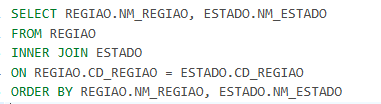 SELECT REGIAO.NM_REGIAO, ESTADO.NM_ESTADO
FROM REGIAO
INNER JOIN ESTADO
ON REGIAO.CD_REGIAO = ESTADO.CD_REGIAO
ORDER BY REGIAO.NM_REGIAO, ESTADO.NM_ESTADO